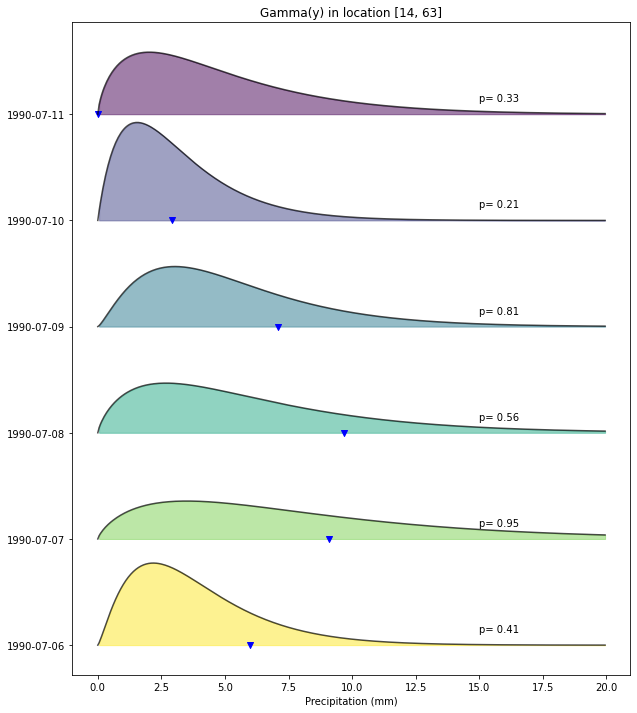 Gamma(y) in location [14, 63]
1990-07-11
p= 0.33
1990-07-10
p= 0.21
1990-07-09
p= 0.81
1990-07-08
p= 0.56
1990-07-07
p= 0.95
1990-07-06
p= 0.41
0.0 2.5 5.0 7.5 10.0 12.5 15.0 17.5 20.0
Precipitation (mm)